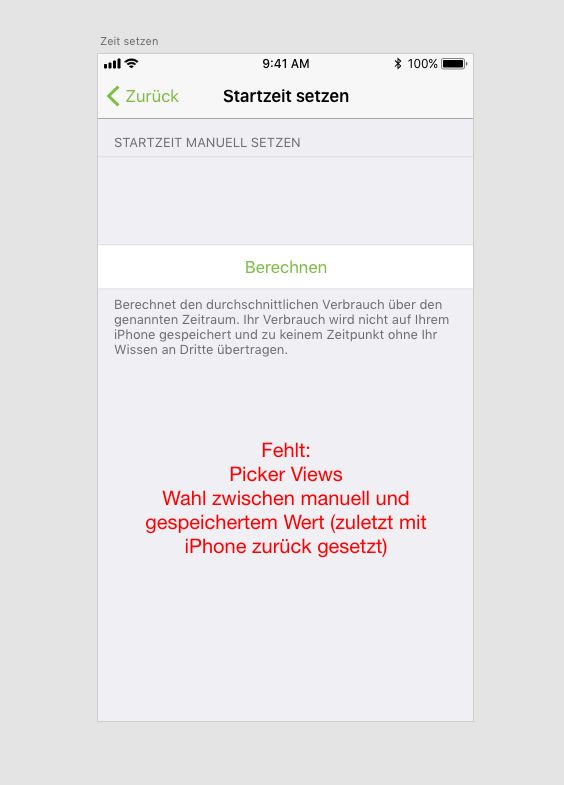 Zeit setzen
9:41 AM
100%
Zurück
Startzeit setzen
STARTZEIT MANUELL SETZEN
Berechnen
Berechnet den durchschnittlichen Verbrauch über den
genannten Zeitraum. Ihr Verbrauch wird nicht auf Ihrem
iPhone gespeichert und zu keinem Zeitpunkt ohne Ihr
Wissen an Dritte übertragen.
Fehlt:
Picker Views
Wahl zwischen manuell und
gespeichertem Wert (zuletzt mit
iPhone zurück gesetzt)